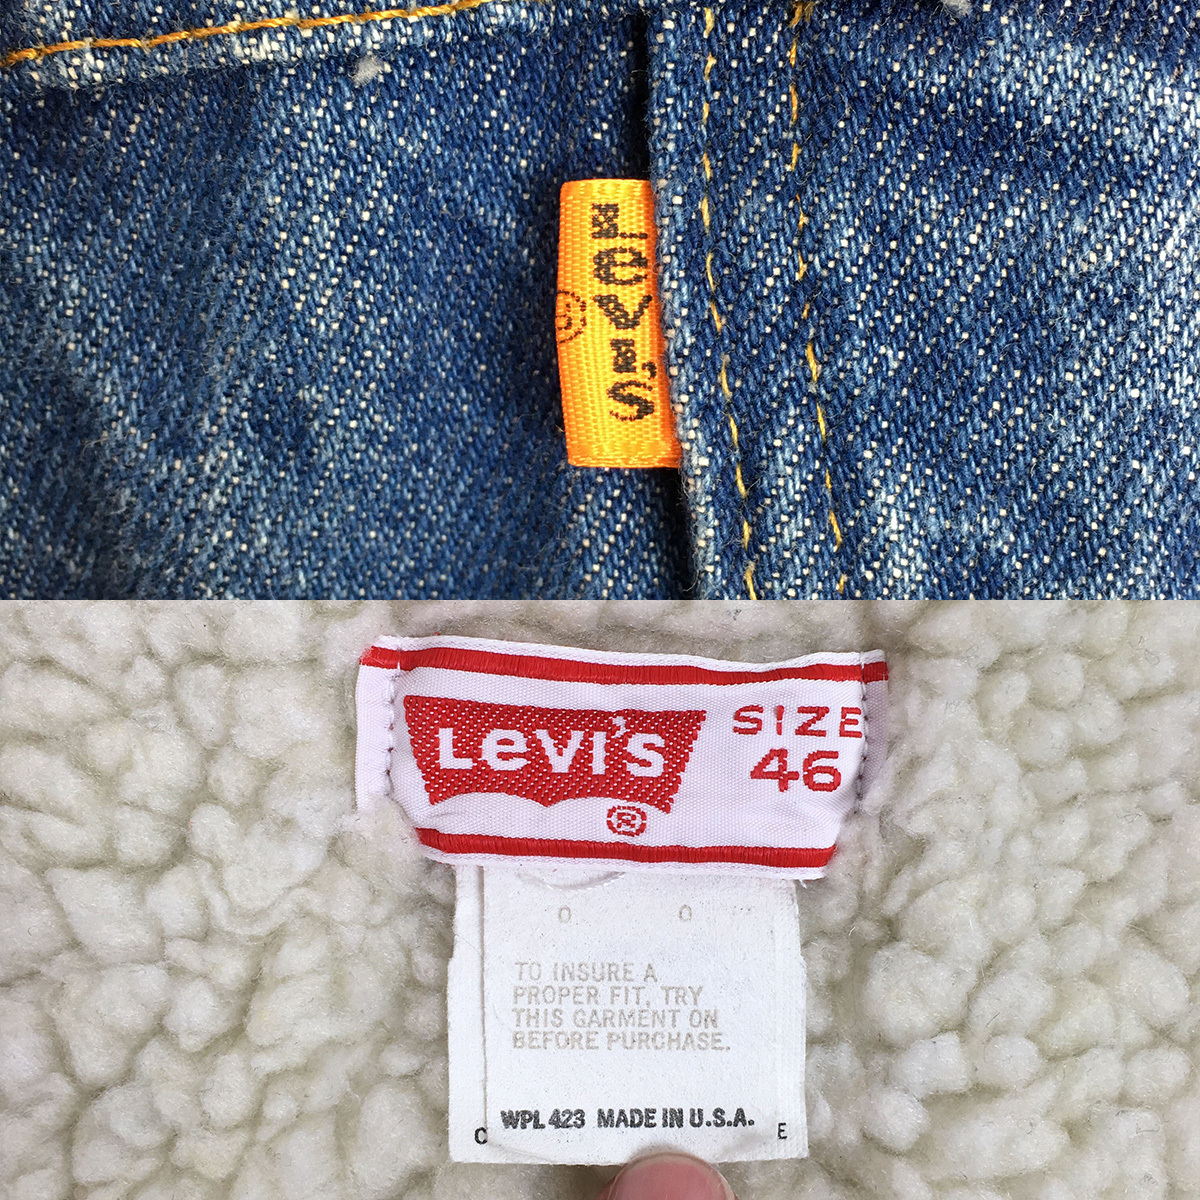 Levi's
®
Levi's
®
SIZE
46
O O
TO INSURE A
PROPER FIT, TRY
THIS GARMENT ON
BEFORE PURCHASE.
WPL 423 MADE IN U.S.A.
C E